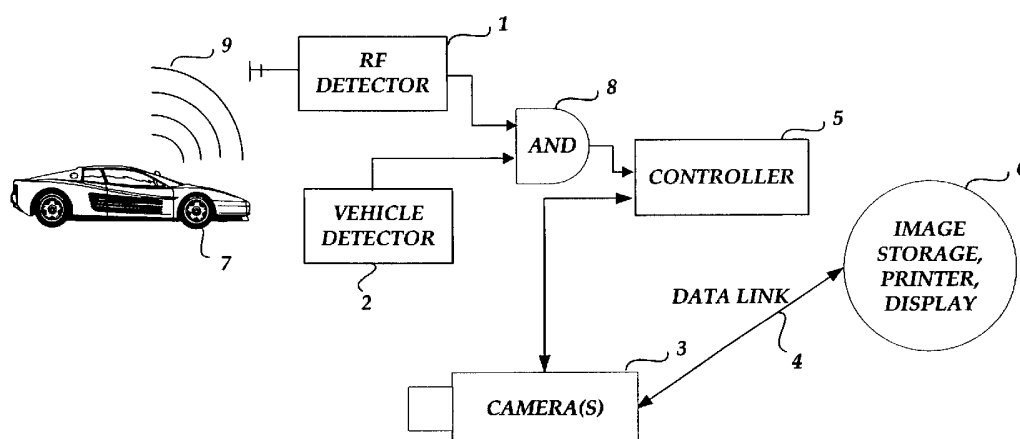 1
9
RF
DETECTOR
8
5
AND
CONTROLLER
6
VEHICLE
DETECTOR
7
2
IMAGE
STORAGE,
PRINTER,
DISPLAY
DATA LINK
4
3
CAMERA(S)